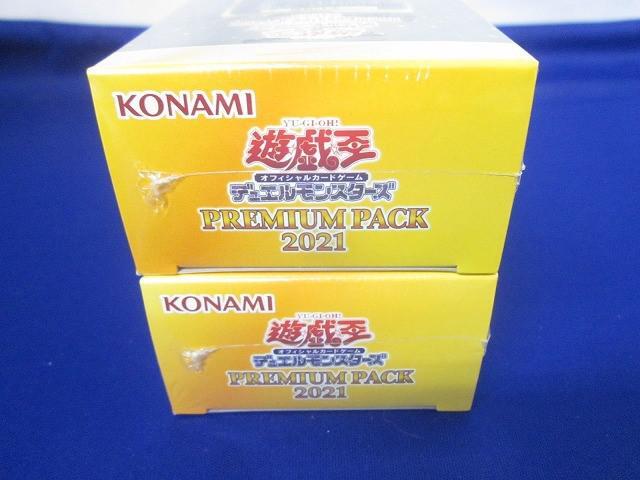 KONAMI
YU-GI-OH!
遊戯王
オフィシャルカードゲーム
デュエルモンスターズ
PREMIUM PACK
2021
KONAMI
YU-GI-OH!
遊戯王
オフィシャルカードゲーム
デュエルモンスターズ
PREMIUM PACK
2021